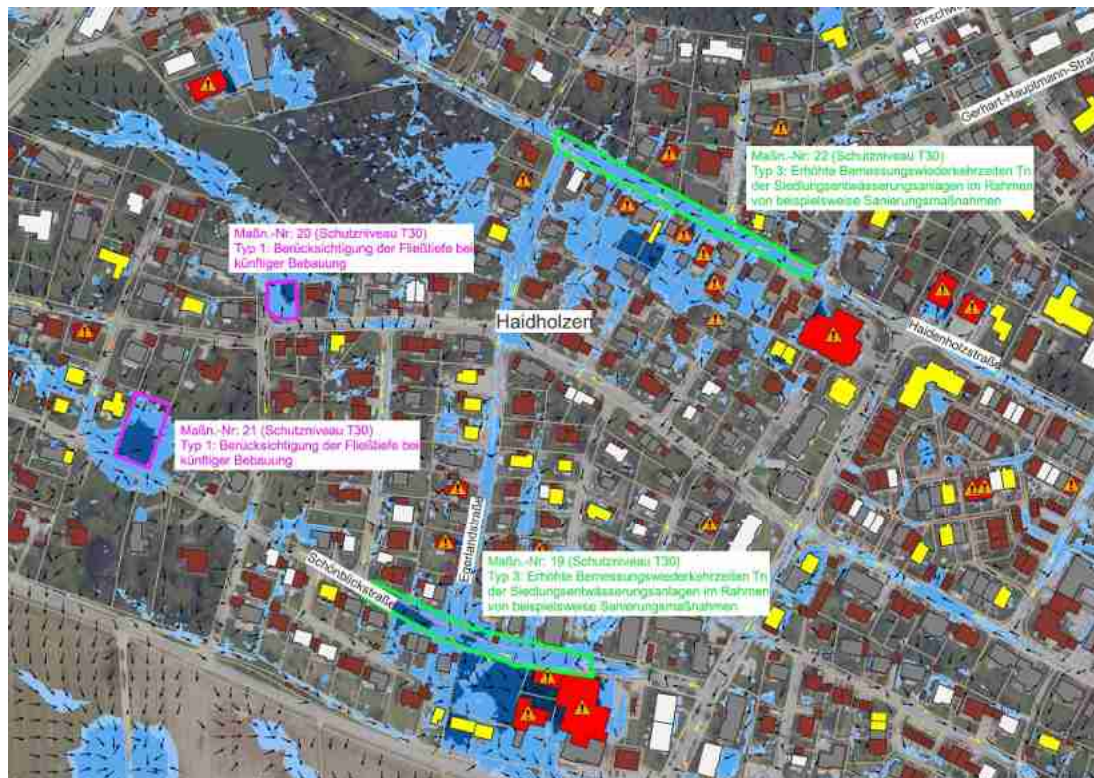 Pirschw
Gerhart-Hauptmann-Straß
Maßn.-Nr: 22 (Schutzniveau T30)
Typ 3: Erhöhte Bemessungswiederkehrzeiten Tn
der Siedlungsentwässerungsanlagen im Rahmen
von beispielsweise Sanierungsmaßnahmen
Maßn.-Nr: 20 (Schutzniveau T30)
Typ 1: Berücksichtigung der Fließtiefe bei
künftiger Bebauung
Haidholzen
Haidenholzstraße
Maßn.-Nr: 21 (Schutzniveau T30)
Typ 1: Berücksichtigung der Fließtiefe bei
künftiger Bebauung
Egerlandstraße
Schönblickstraße
Maßn.-Nr: 19 (Schutzniveau T30)
Typ 3: Erhöhte Bemessungswiederkehrzeiten Tn
der Siedlungsentwässerungsanlagen im Rahmen
von beispielsweise Sanierungsmaßnahmen